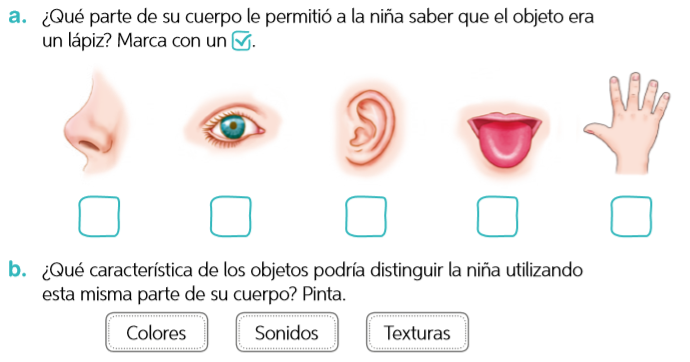 a. ¿Qué parte de su cuerpo le permitió a la niña saber que el objeto era
un lápiz? Marca con un ☑.
b. ¿Qué característica de los objetos podría distinguir la niña utilizando
esta misma parte de su cuerpo? Pinta.
Colores Sonidos Texturas